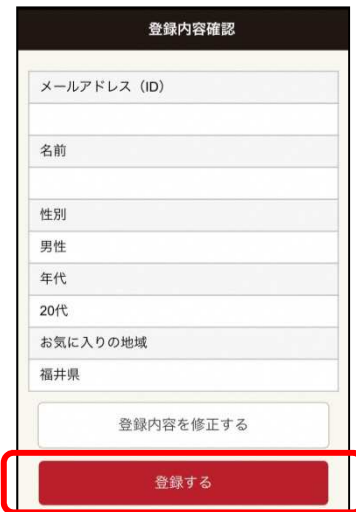 登録内容確認
メールアドレス（ID）
名前
性別
男性
年代
20代
お気に入りの地域
福井県
登録内容を修正する
登録する